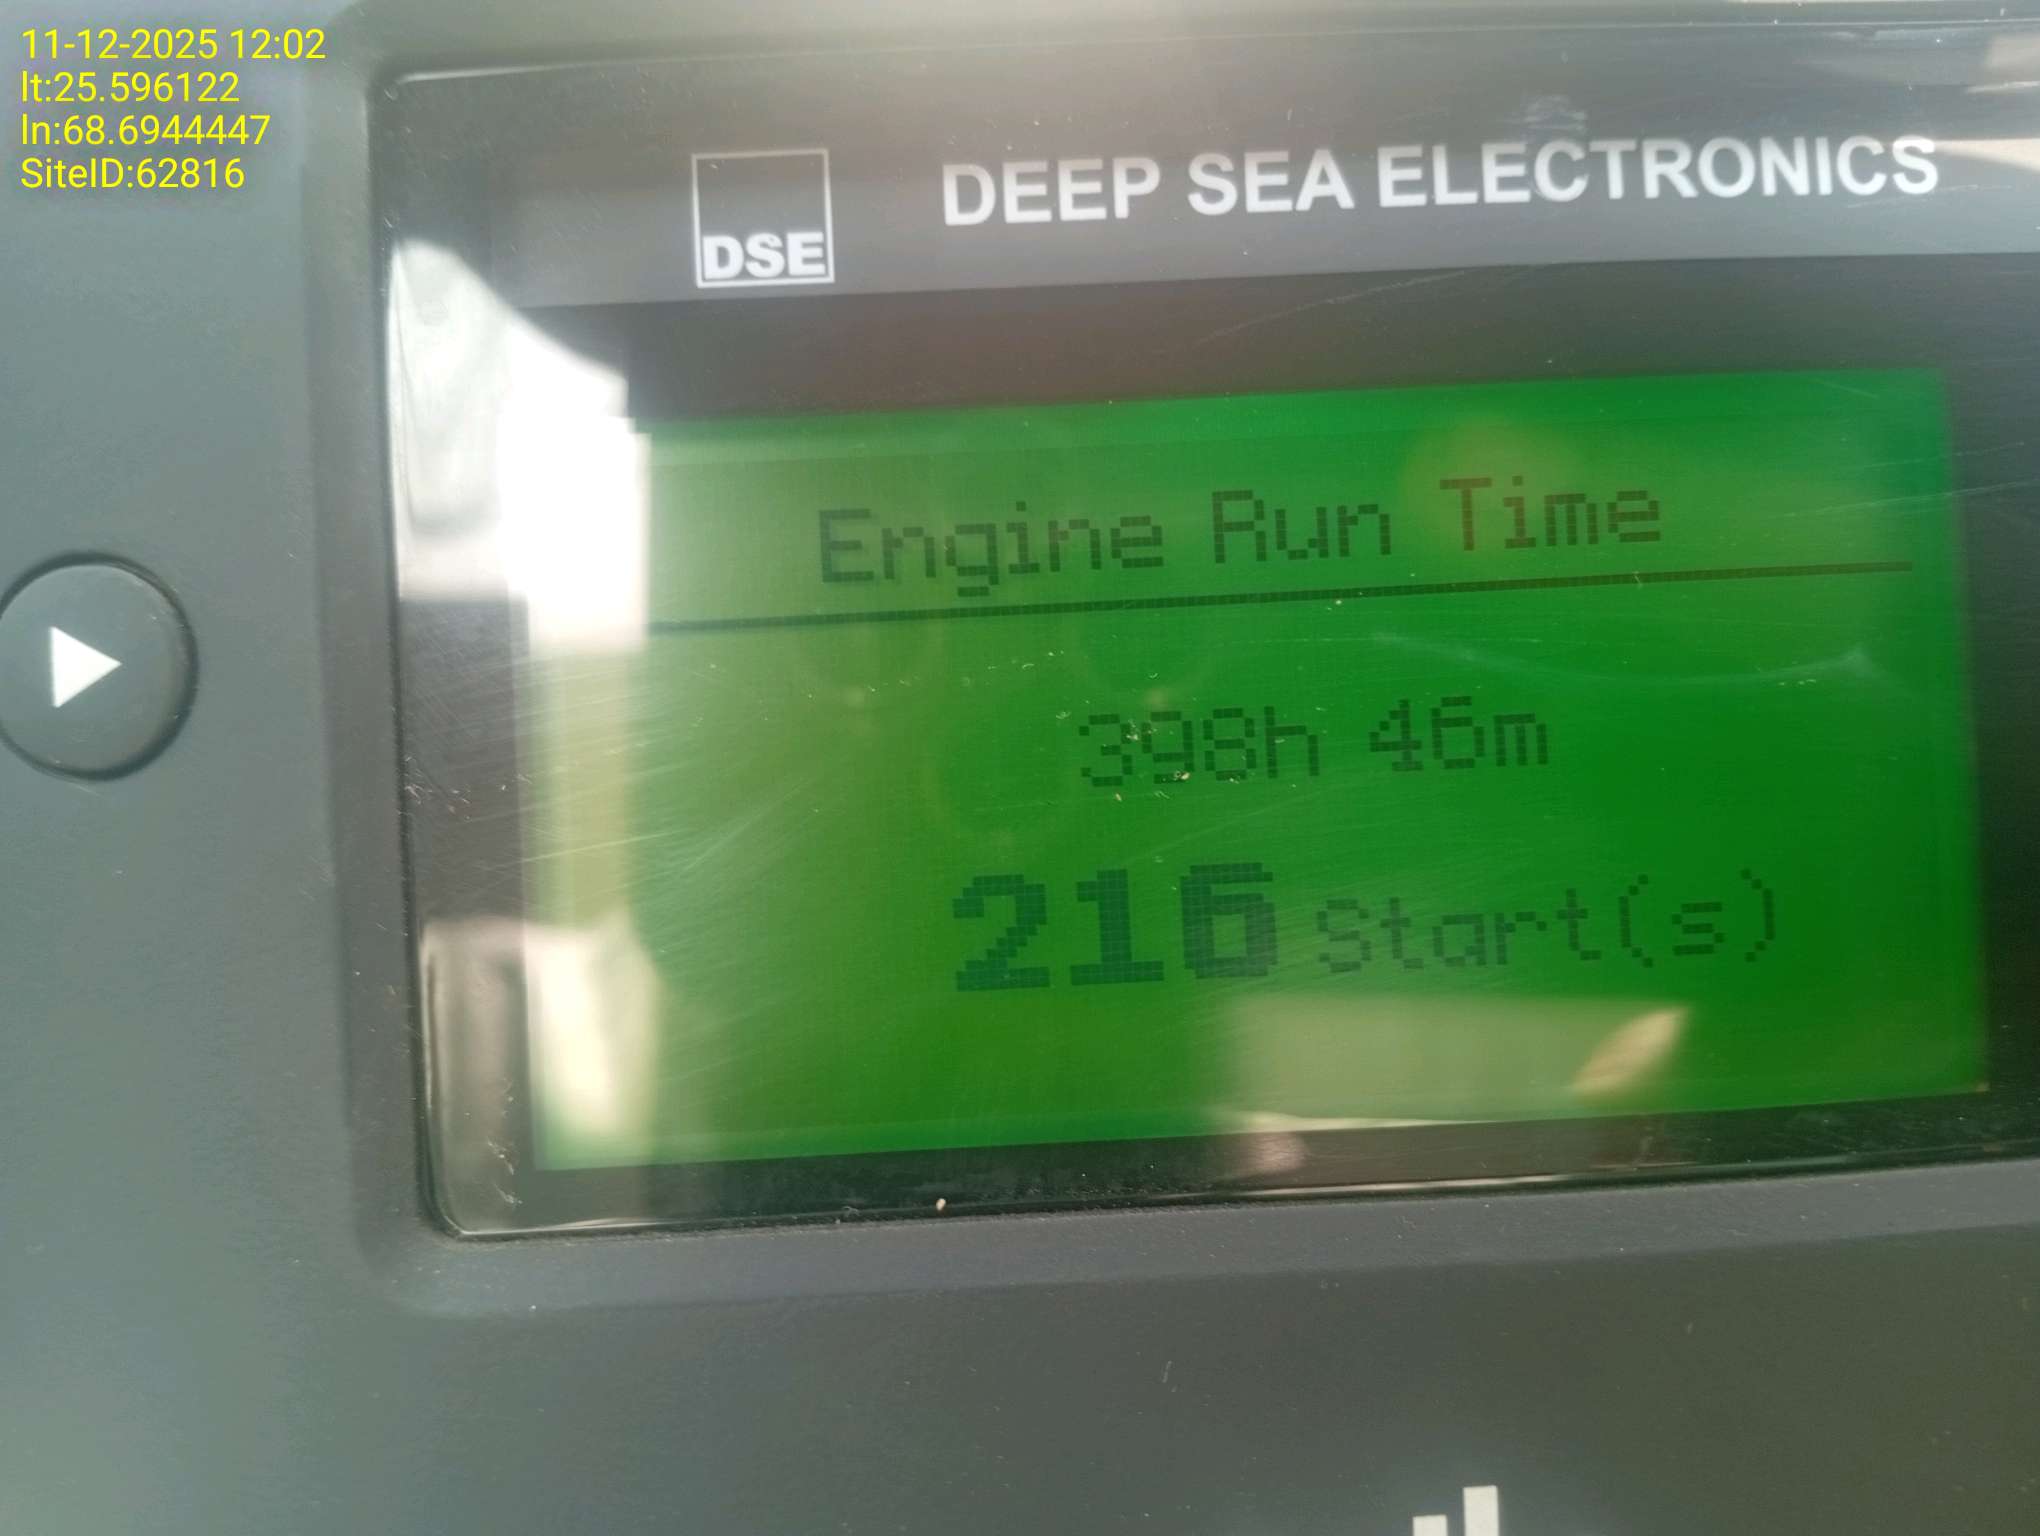 11-12-2025 12:02
lt:25.596122
ln:68.6944447
SiteID:62816
DSE
DEEP SEA ELECTRONICS
Engine Run Time
398h 46m
216 Start(s)